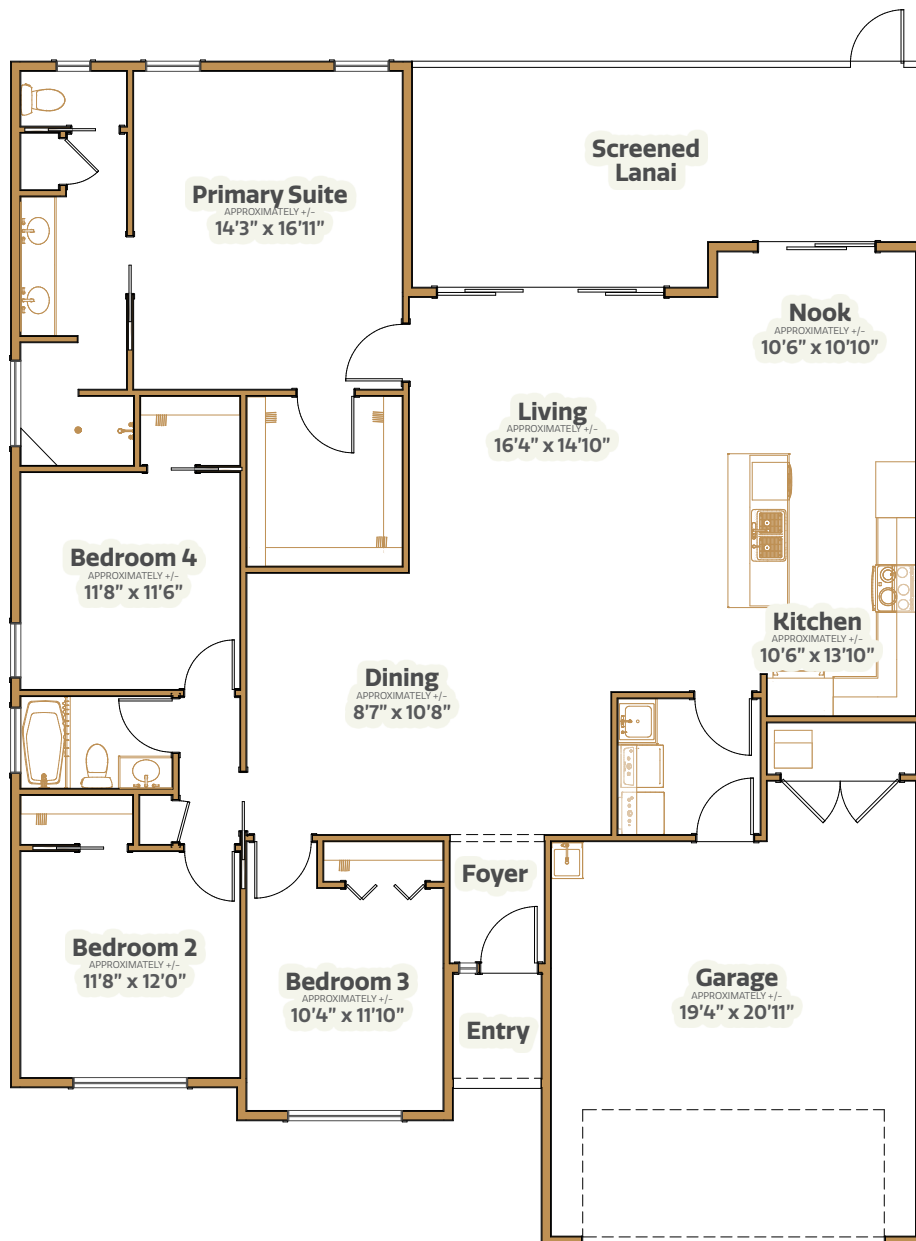 Screened
Lanai
Primary Suite
APPROXIMATELY +/-
14’3” x 16’11”
Nook
APPROXIMATELY +/-
10’6” x 10’10”
Living
APPROXIMATELY +/-
16’4” x 14’10”
Bedroom 4
APPROXIMATELY +/-
11’8” x 11’6”
Kitchen
APPROXIMATELY +/-
10’6” x 13’10”
Dining
APPROXIMATELY +/-
8’7” x 10’8”
Foyer
Bedroom 2
APPROXIMATELY +/-
11’8” x 12’0”
Bedroom 3
APPROXIMATELY +/-
10’4” x 11’10”
Garage
APPROXIMATELY +/-
19’4” x 20’11”
Entry